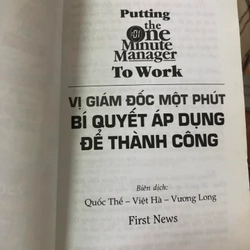 Putting
the
One
Minute
Manager
To Work
VỊ GIÁM ĐỐC MỘT PHÚT
BÍ QUYẾT ÁP DỤNG
ĐỂ THÀNH CÔNG
Biên dịch:
Quốc Thế – Việt Hà – Vương Long
First News